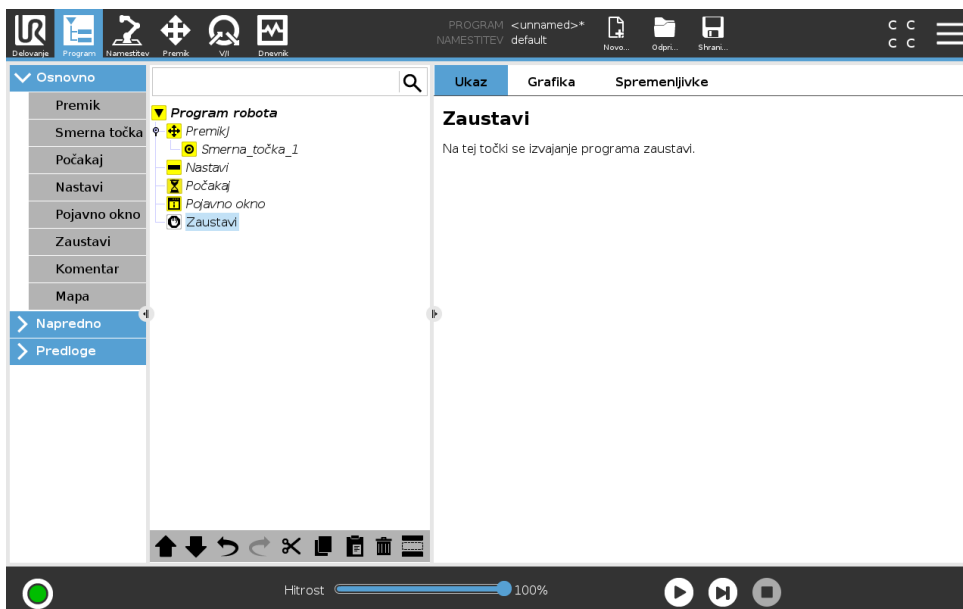 UR
Delovanje
Program
Namestitev
Premik
V/I
Dnevnik
PROGRAM <unnamed>*
NAMESTITEV default
Novo...
Odpri...
Shrani...
C C
C C
Osnovno
Premik
Smerna točka
Počakaj
Nastavi
Pojavno okno
Zaustavi
Komentar
Mapa
Napredno
Predloge
Program robota
PremikJ
Smerna_točka_1
Nastavi
Počakaj
Pojavno okno
Zaustavi
Ukaz
Grafika
Spremenljivke
Zaustavi
Na tej točki se izvajanje programa zaustavi.
Hitrost
100%